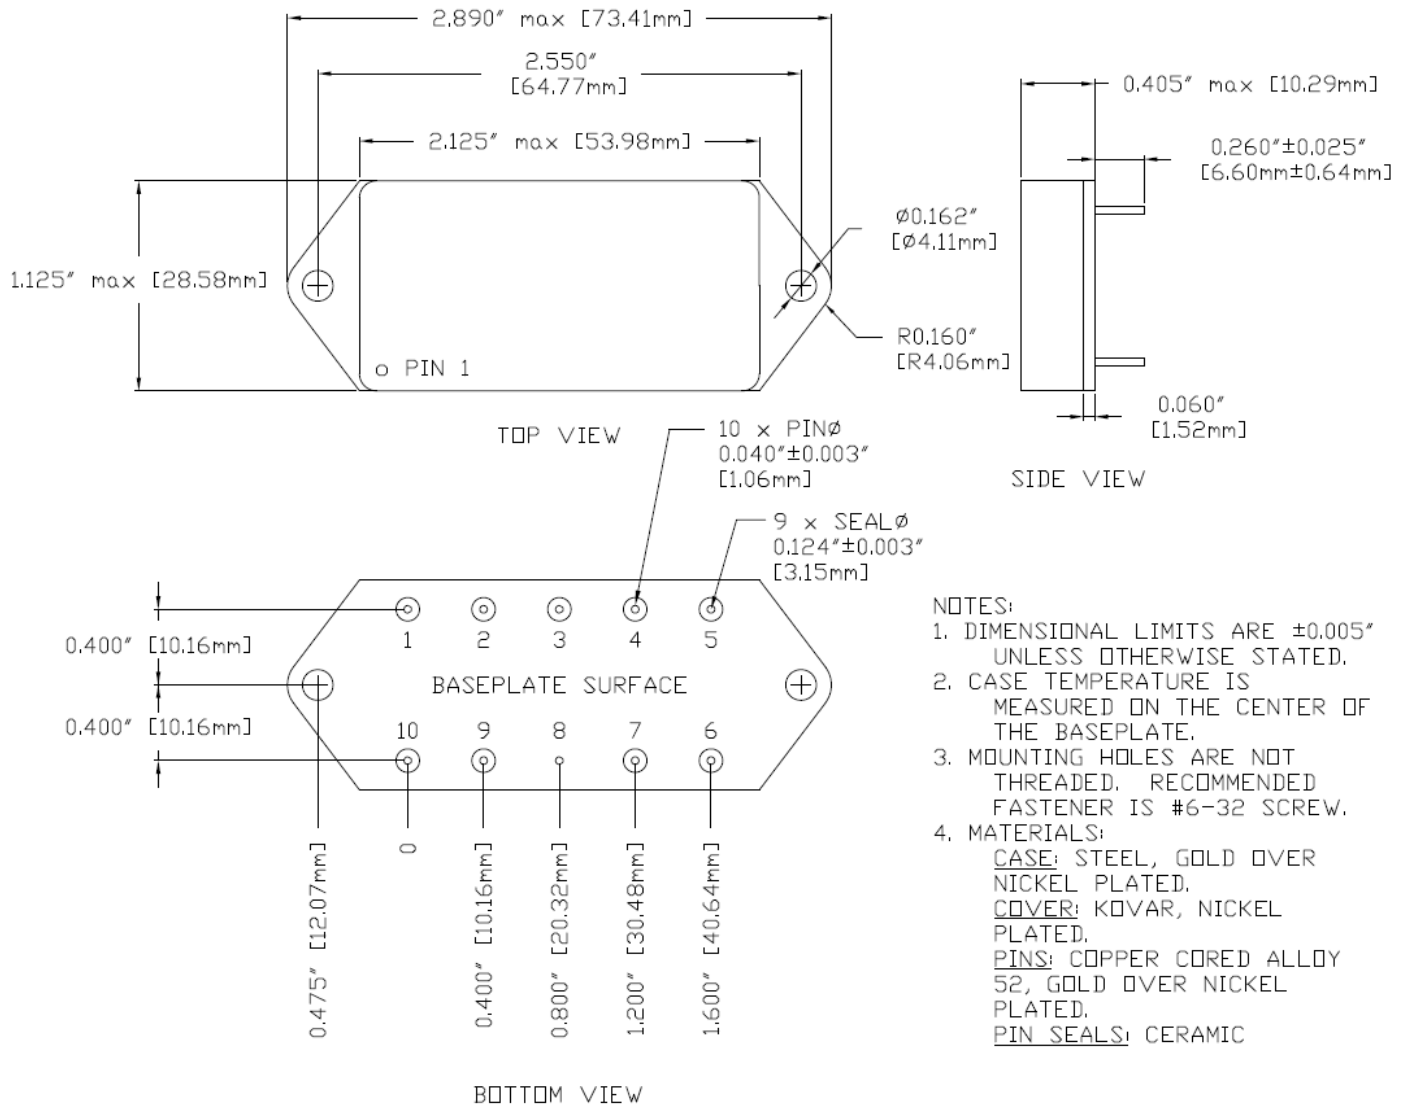 2.890″ max [73.41mm]
2.550″
[64.77mm]
2.125″ max [53.98mm]
1.125″ max [28.58mm]
Ø0.162″
[Ø4.11mm]
R0.160″
[R4.06mm]
PIN 1
TOP VIEW
0.405″ max [10.29mm]
0.260″±0.025″
[6.60mm±0.64mm]
0.060″
[1.52mm]
SIDE VIEW
10 x PINØ
0.040″±0.003″
[1.06mm]
9 x SEALØ
0.124″±0.003″
[3.15mm]
0.400″ [10.16mm]
0.400″ [10.16mm]
1 2 3 4 5
BASEPLATE SURFACE
10 9 8 7 6
0.475″ [12.07mm]
0
0.400″ [10.16mm]
0.800″ [20.32mm]
1.200″ [30.48mm]
1.600″ [40.64mm]
BOTTOM VIEW
NOTES:
1. DIMENSIONAL LIMITS ARE ±0.005″
UNLESS OTHERWISE STATED.
2. CASE TEMPERATURE IS
MEASURED ON THE CENTER OF
THE BASEPLATE.
3. MOUNTING HOLES ARE NOT
THREADED. RECOMMENDED
FASTENER IS #6-32 SCREW.
4. MATERIALS:
CASE: STEEL, GOLD OVER
NICKEL PLATED.
COVER: KOVAR, NICKEL
PLATED.
PINS: COPPER CORED ALLOY
52, GOLD OVER NICKEL
PLATED.
PIN SEALS: CERAMIC